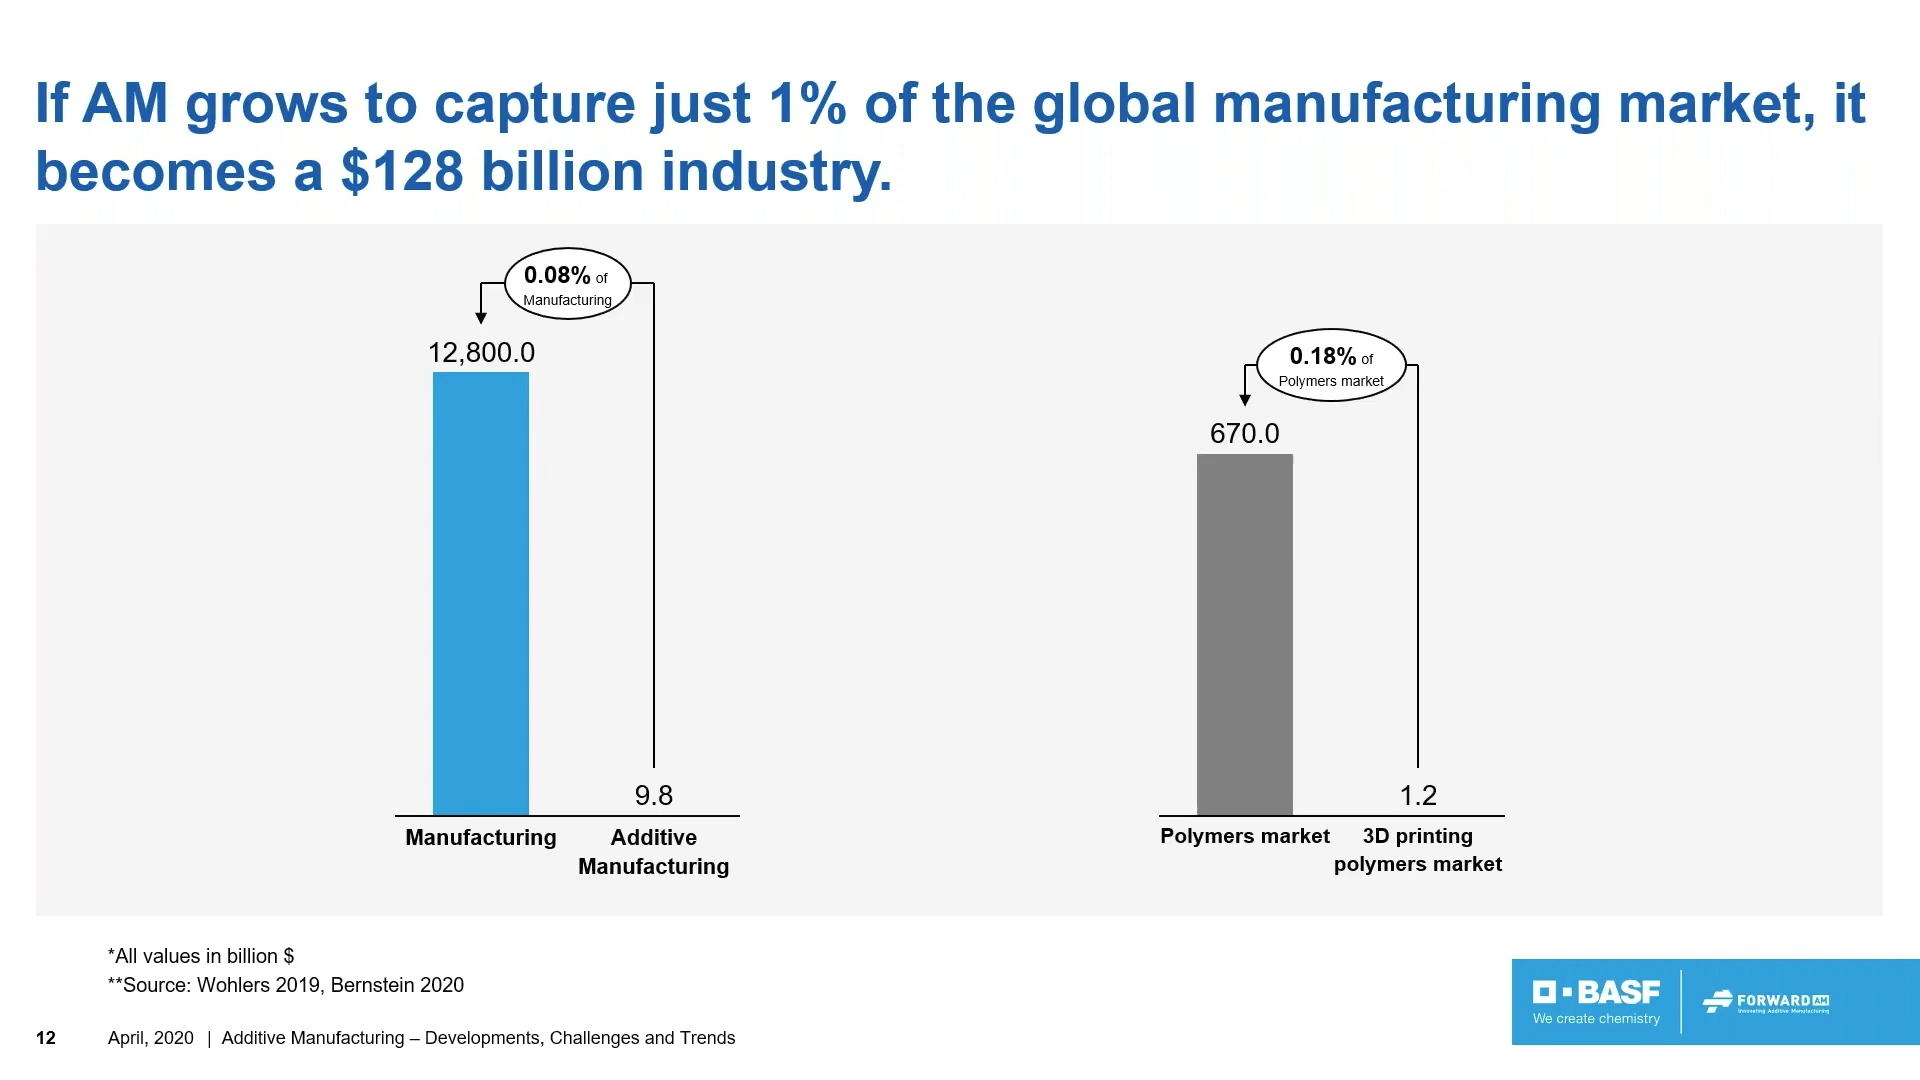 If AM grows to capture just 1% of the global manufacturing market, it
becomes a $128 billion industry.
0.08% of
Manufacturing
12,800.0
9.8
Manufacturing
Additive
Manufacturing
0.18% of
Polymers market
670.0
1.2
Polymers market
3D printing
polymers market
*All values in billion $
**Source: Wohlers 2019, Bernstein 2020
12 April, 2020 | Additive Manufacturing – Developments, Challenges and Trends
BASF
We create chemistry
FORWARD AM
Innovating Additive Manufacturing